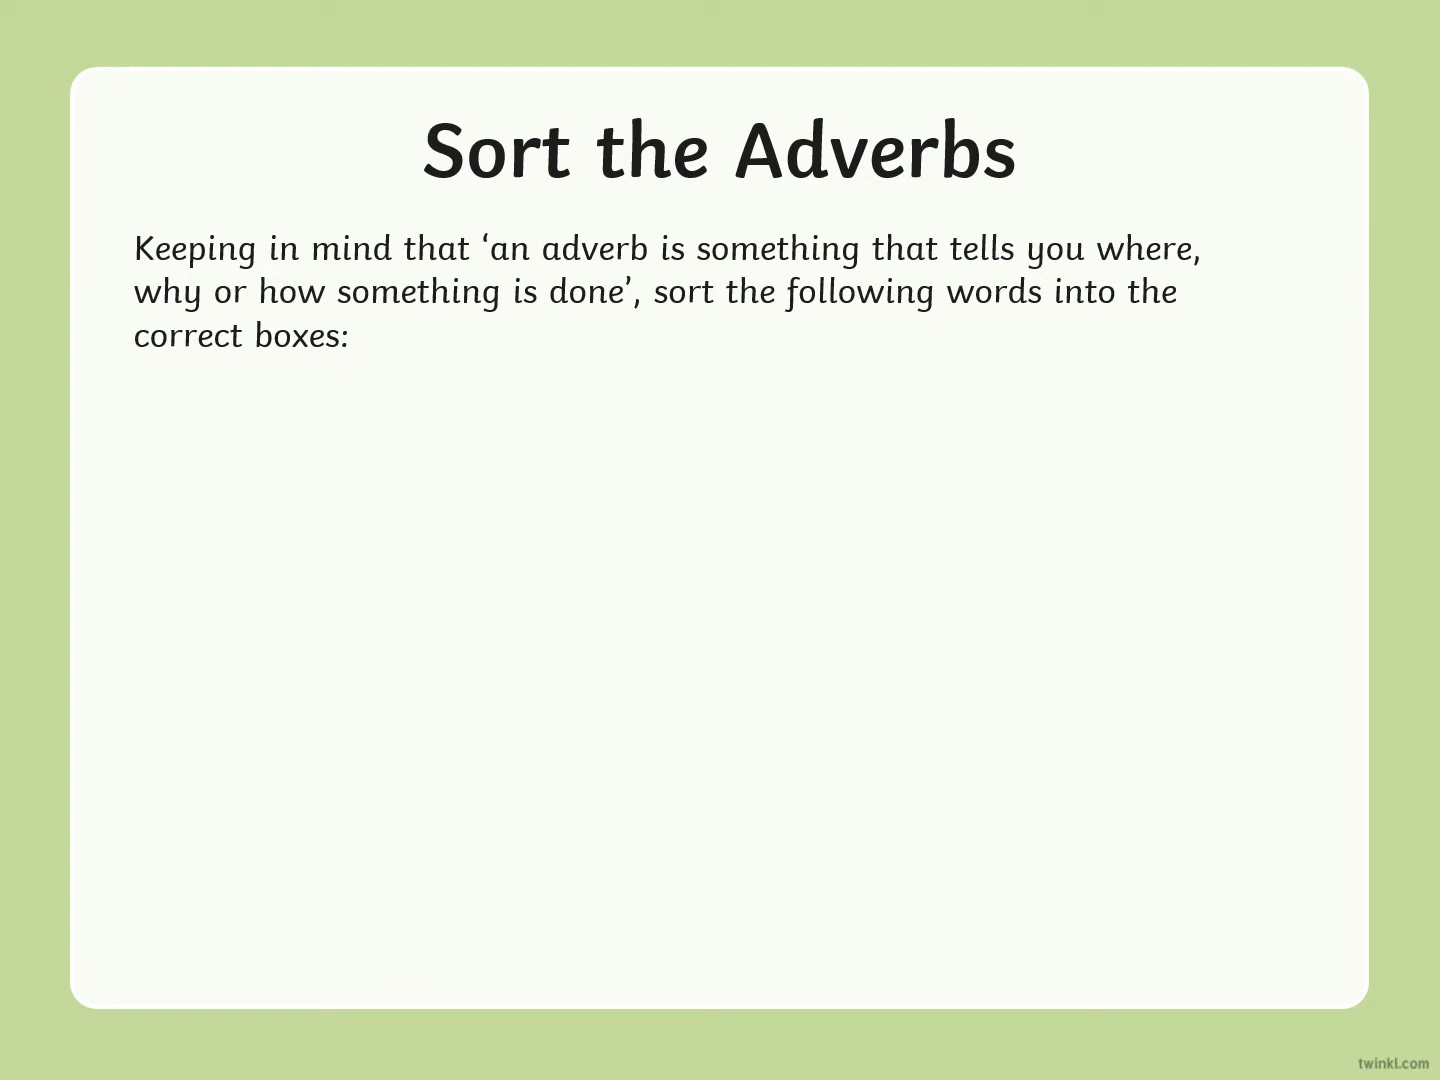 Sort the Adverbs
Keeping in mind that ‘an adverb is something that tells you where,
why or how something is done’, sort the following words into the
correct boxes:
twinkl.com